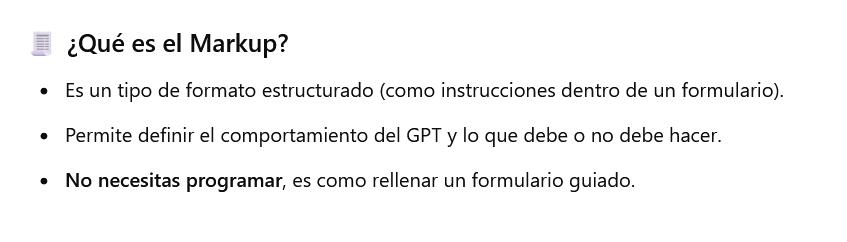 ¿Qué es el Markup?
Es un tipo de formato estructurado (como instrucciones dentro de un formulario).
Permite definir el comportamiento del GPT y lo que debe o no debe hacer.
No necesitas programar, es como rellenar un formulario guiado.